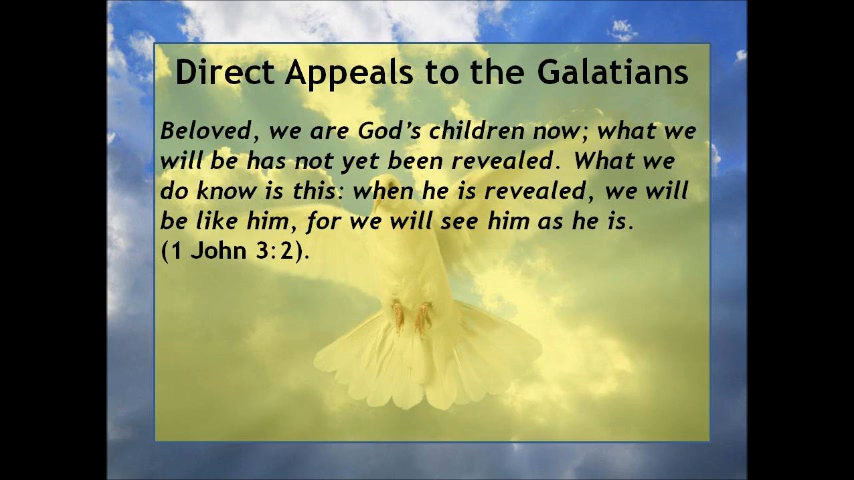 Direct Appeals to the Galatians
Beloved, we are God’s children now; what we
will be has not yet been revealed. What we
do know is this: when he is revealed, we will
be like him, for we will see him as he is.
(1 John 3:2).